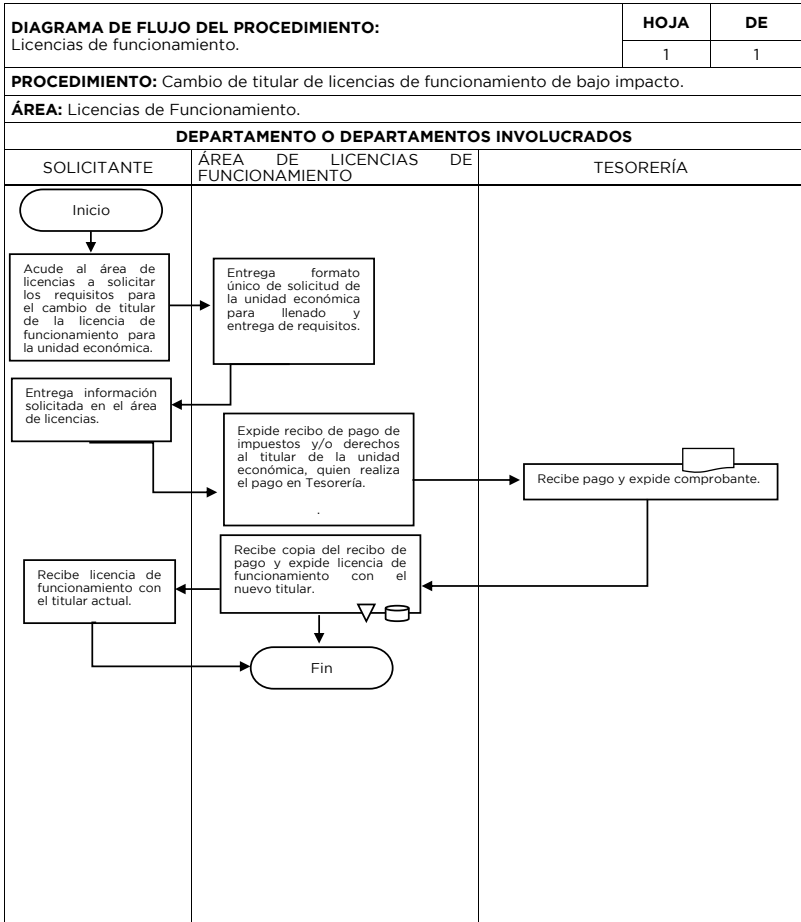 DIAGRAMA DE FLUJO DEL PROCEDIMIENTO:
Licencias de funcionamiento.
HOJA
DE
1
1
PROCEDIMIENTO: Cambio de titular de licencias de funcionamiento de bajo impacto.
ÁREA: Licencias de Funcionamiento.
DEPARTAMENTO O DEPARTAMENTOS INVOLUCRADOS
SOLICITANTE
ÁREA DE LICENCIAS DE
FUNCIONAMIENTO
TESORERÍA
Inicio
Acude al área de
licencias a solicitar
los requisitos para
el cambio de titular
de la licencia de
funcionamiento para
la unidad económica.
Entrega formato
único de solicitud de
la unidad económica
para llenado y
entrega de requisitos.
Entrega información
solicitada en el área
de licencias.
Expide recibo de pago de
impuestos y/o derechos
al titular de la unidad
económica, quien realiza
el pago en Tesorería.
.
Recibe pago y expide comprobante.
Recibe copia del recibo de
pago y expide licencia de
funcionamiento con el
nuevo titular.
Recibe licencia de
funcionamiento con
el titular actual.
Fin